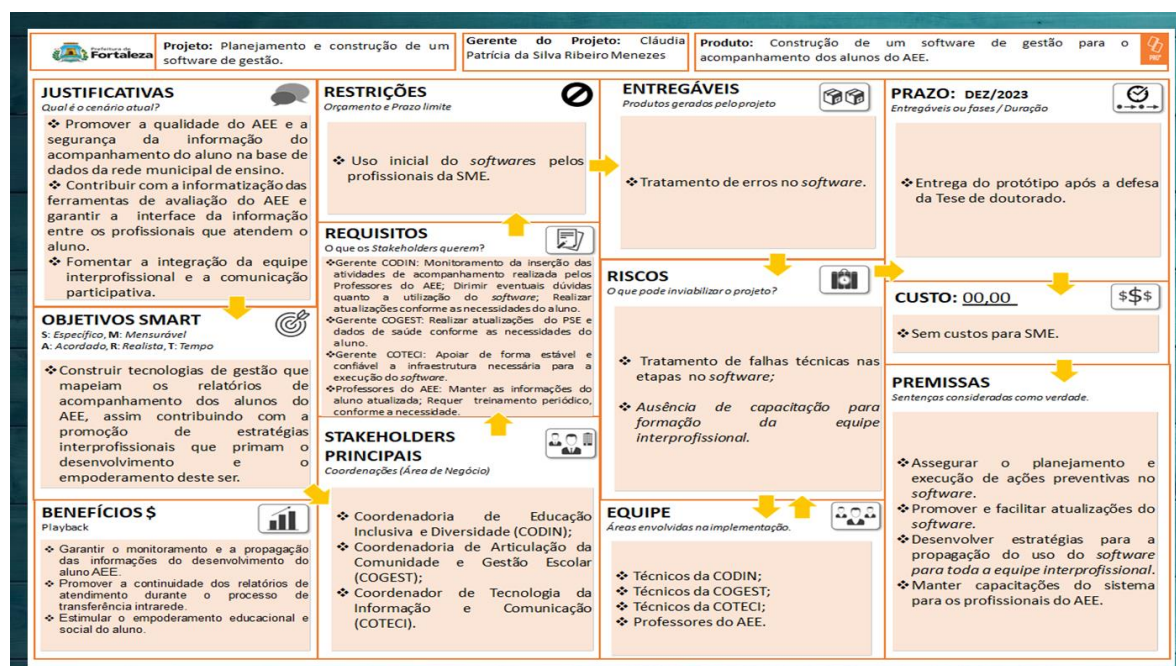 Prefeitura de
Fortaleza
Projeto: Planejamento e construção de um
software de gestão.
Gerente do Projeto: Cláudia
Patrícia da Silva Ribeiro Menezes
Produto: Construção de um software de gestão para o
acompanhamento dos alunos do AEE.
JUSTIFICATIVAS
Qual é o cenário atual?
❖ Promover a qualidade do AEE e a
segurança da informação do
acompanhamento do aluno na base de
dados da rede municipal de ensino.
❖ Contribuir com a informatização das
ferramentas de avaliação do AEE e
garantir a interface da informação
entre os profissionais que atendem o
aluno.
❖ Fomentar a integração da equipe
interprofissional e a comunicação
participativa.
OBJETIVOS SMART
S: Específico, M: Mensurável
A: Acordado, R: Realista, T: Tempo
❖ Construir tecnologias de gestão que
mapeiam os relatórios de
acompanhamento dos alunos do
AEE, assim contribuindo com a
promoção de estratégias
interprofissionais que primam o
desenvolvimento e o
empoderamento deste ser.
BENEFÍCIOS $
Playback
❖ Garantir o monitoramento e a propagação
das informações do desenvolvimento do
aluno AEE.
❖ Promover a continuidade dos relatórios de
atendimento durante o processo de
transferência intrarede.
❖ Estimular o empoderamento educacional e
social do aluno.
RESTRIÇÕES
Orçamento e Prazo limite
❖ Uso inicial do softwares pelos
profissionais da SME.
REQUISITOS
O que os Stakeholders querem?
❖Gerente CODIN: Monitoramento da inserção das
atividades de acompanhamento realizada pelos
Professores do AEE; Dirimir eventuais dúvidas
quanto a utilização do software; Realizar
atualizações conforme as necessidades do aluno.
❖Gerente COGEST: Realizar atualizações do PSE e
dados de saúde conforme as necessidades do
aluno.
❖Gerente COTECI: Apoiar de forma estável e
confiável a infraestrutura necessária para a
execução do software.
❖Professores do AEE: Manter as informações do
aluno atualizada; Requer treinamento periódico,
conforme a necessidade.
STAKEHOLDERS
PRINCIPAIS
Coordenações (Área de Negócio)
❖ Coordenadoria de Educação
Inclusiva e Diversidade (CODIN);
❖ Coordenadoria de Articulação da
Comunidade e Gestão Escolar
(COGEST);
❖ Coordenador de Tecnologia da
Informação e Comunicação
(COTECI).
ENTREGÁVEIS
Produtos gerados pelo projeto
❖Tratamento de erros no software.
RISCOS
O que pode inviabilizar o projeto?
❖ Tratamento de falhas técnicas nas
etapas no software;
❖ Ausência de capacitação para
formação da equipe
interprofissional.
EQUIPE
Áreas envolvidas na implementação.
❖ Técnicos da CODIN;
❖ Técnicos da COGEST;
❖ Técnicos da COTECI;
❖ Professores do AEE.
PRAZO: DEZ/2023
Entregáveis ou fases / Duração
❖Entrega do protótipo após a defesa
da Tese de doutorado.
CUSTO: 00,00
$$$
❖Sem custos para SME.
PREMISSAS
Sentenças consideradas como verdade.
❖Assegurar o planejamento e
execução de ações preventivas no
software.
❖Promover e facilitar atualizações do
software.
❖Desenvolver estratégias para a
propagação do uso do software
para toda a equipe interprofissional.
❖Manter capacitações do sistema
para os profissionais do AEE.